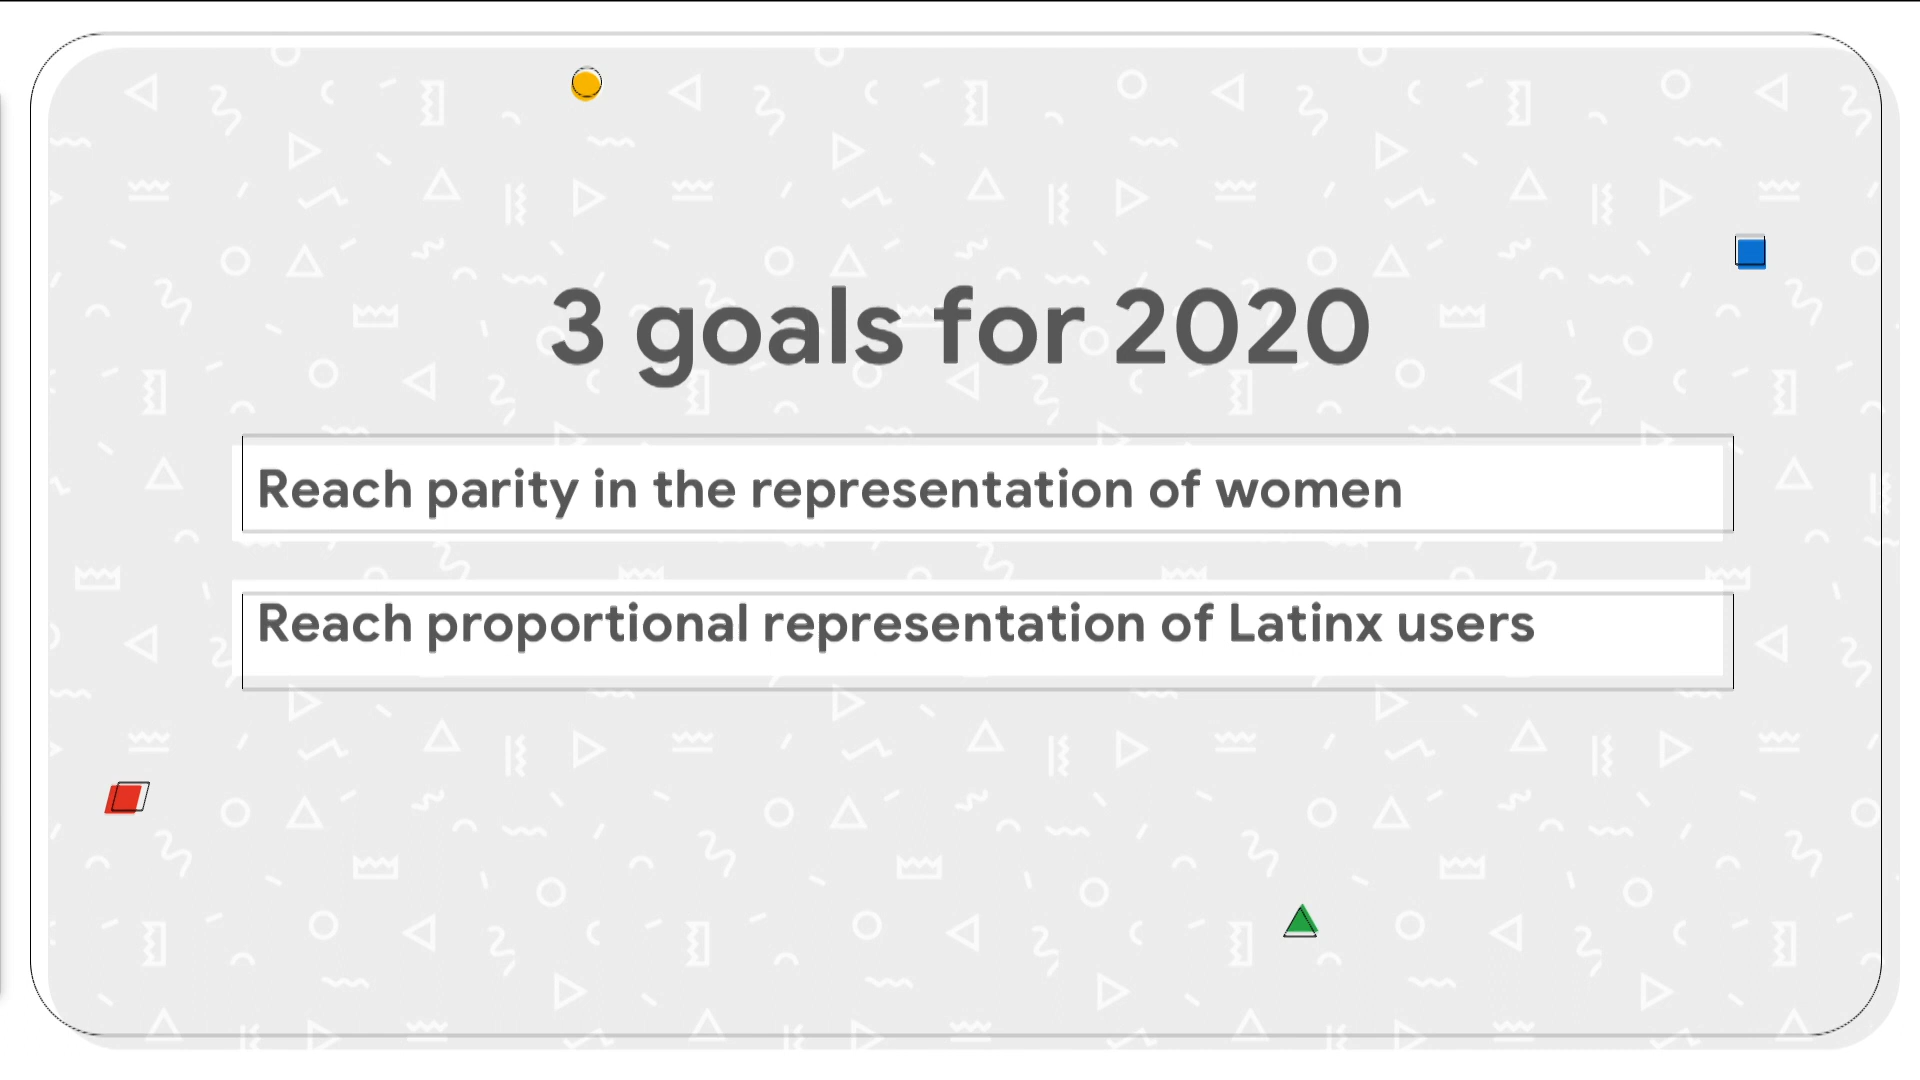 3 goals for 2020
Reach parity in the representation of women
Reach proportional representation of Latinx users